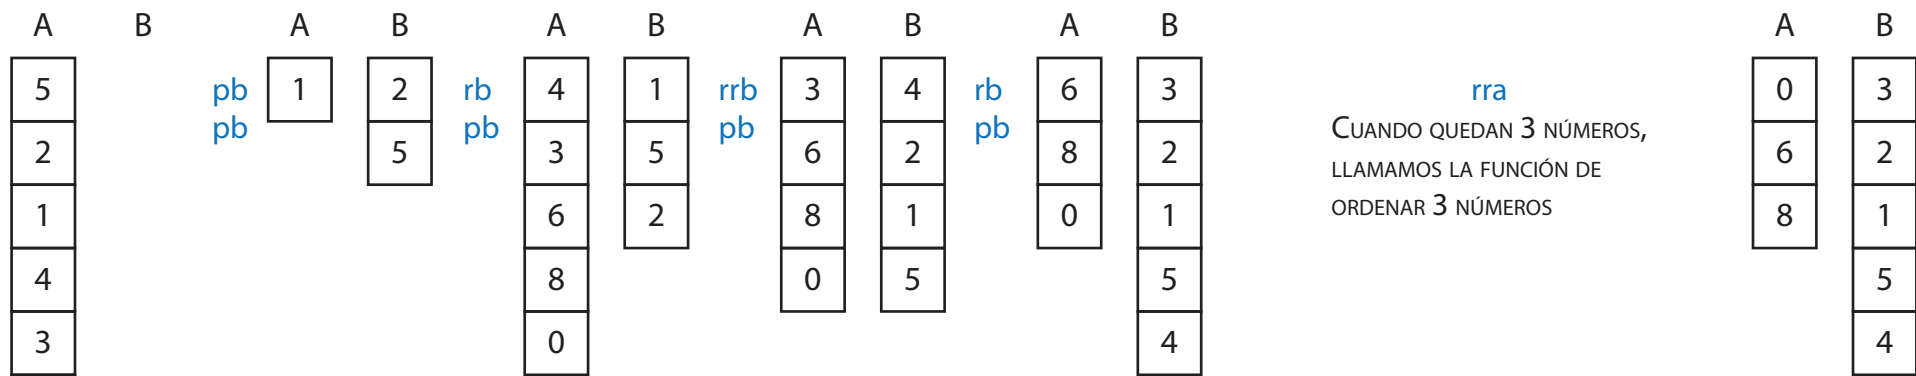 A B A B A B A B A B A B
5 pb 1 2 rb 4 1 rrb 3 4 rb 6 3 rra 0 3
2 pb 5 pb 3 5 pb 6 2 pb 8 2 CUANDO QUEDAN 3 NÚMEROS, 6 2
1 6 2 8 1 0 1 LLAMAMOS LA FUNCIÓN DE
ORDENAR 3 NÚMEROS 8 1
4 8 0 5 5 5
3 0 4 4